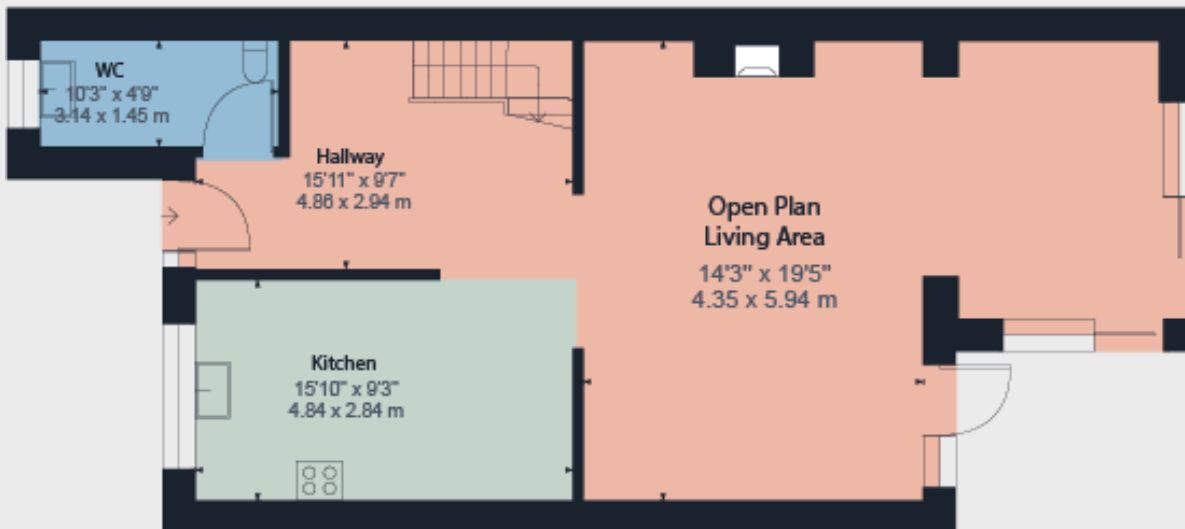 WC
10'3" x 4'9"
3.14 x 1.45 m
Hallway
15'11" x 9'7"
4.86 x 2.94 m
Open Plan
Living Area
14'3" x 19'5"
4.35 x 5.94 m
Kitchen
15'10" x 9'3"
4.84 x 2.84 m